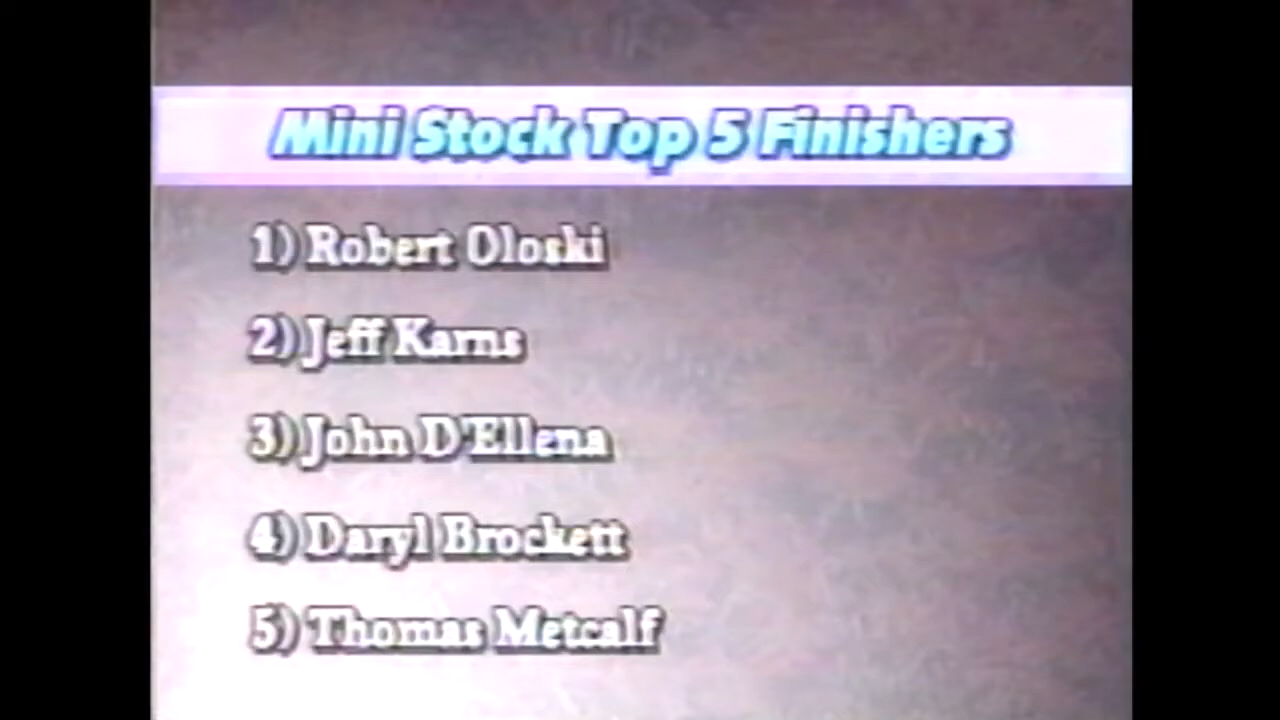 Mini Stock Top 5 Finishers
1) Robert Oloski
2) Jeff Karns
3) John D'Ellena
4) Daryl Brockett
5) Thomas Metcalf